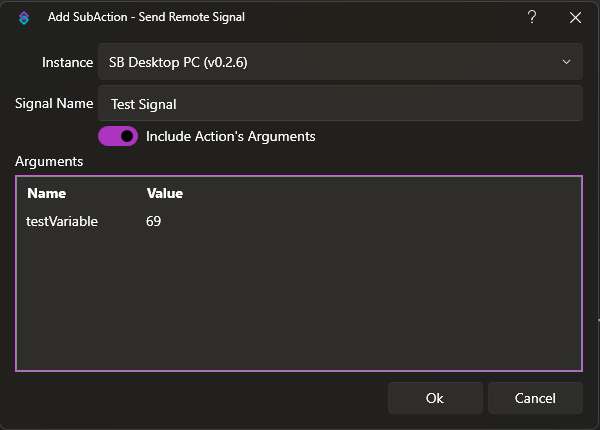 Add SubAction - Send Remote Signal
Instance SB Desktop PC (v0.2.6)
Signal Name Test Signal
Include Action's Arguments
Arguments
Name Value
testVariable 69
Ok Cancel